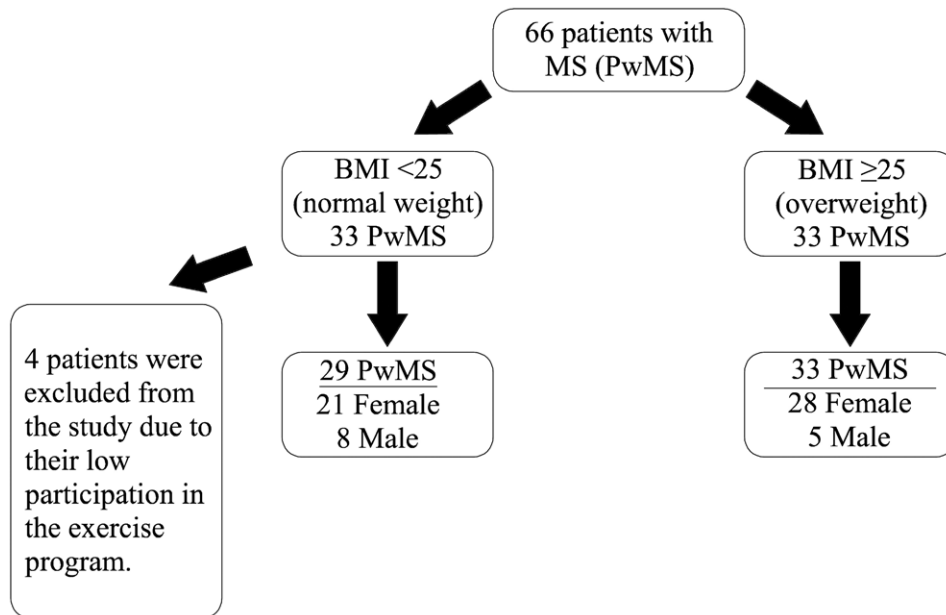 66 patients with
MS (PwMS)
BMI <25
(normal weight)
33 PwMS
BMI ≥25
(overweight)
33 PwMS
4 patients were
excluded from
the study due to
their low
participation in
the exercise
program.
29 PwMS
21 Female
8 Male
33 PwMS
28 Female
5 Male